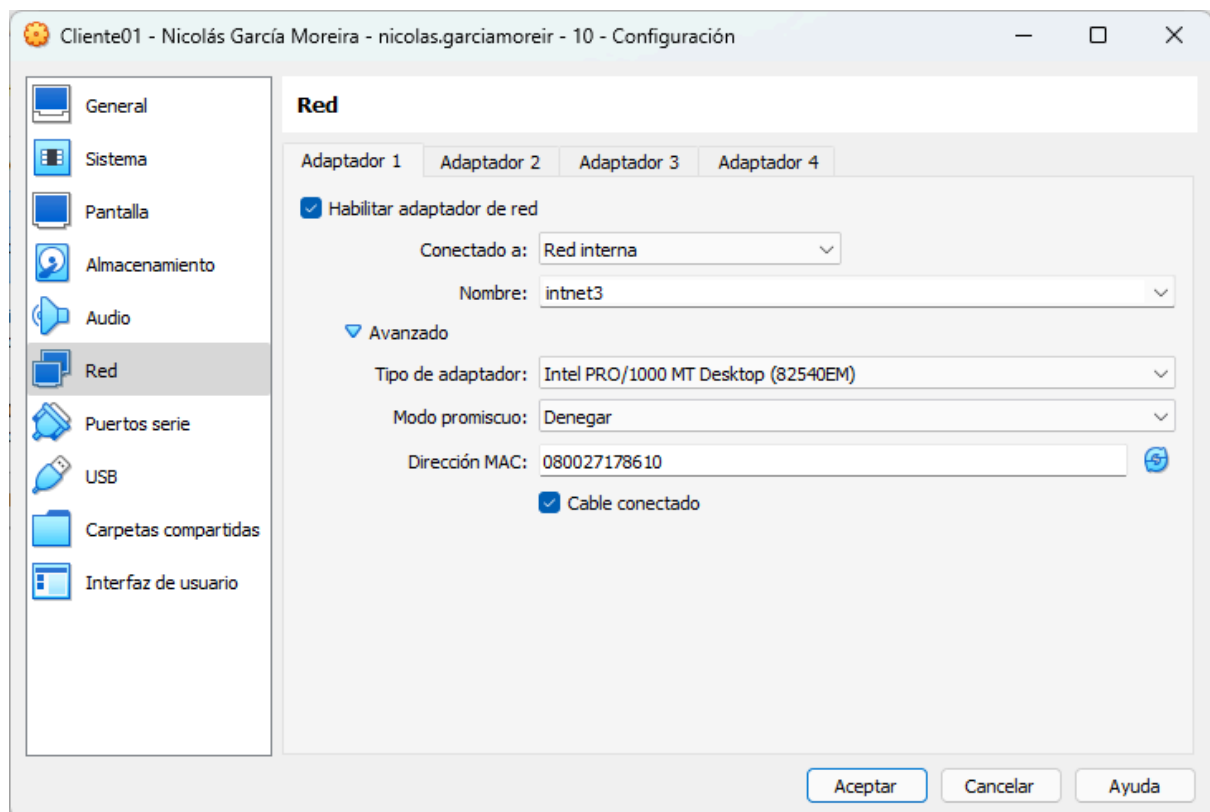 Cliente01 - Nicolás García Moreira - nicolas.garciamoreir - 10 - Configuración
General
Sistema
Pantalla
Almacenamiento
Audio
Red
Puertos serie
USB
Carpetas compartidas
Interfaz de usuario
Red
Adaptador 1 Adaptador 2 Adaptador 3 Adaptador 4
Habilitar adaptador de red
Conectado a: Red interna
Nombre: intnet3
Avanzado
Tipo de adaptador: Intel PRO/1000 MT Desktop (82540EM)
Modo promiscuo: Denegar
Dirección MAC: 080027178610
Cable conectado
Aceptar Cancelar Ayuda